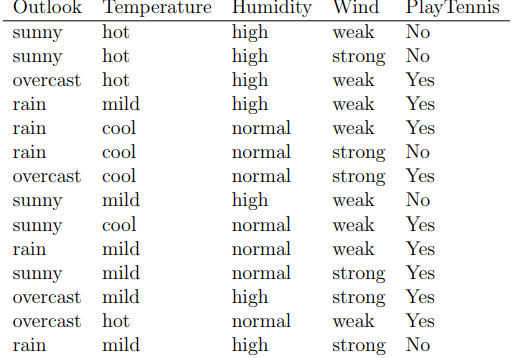 Outlook Temperature Humidity Wind PlayTennis
sunny hot high weak No
sunny hot high strong No
overcast hot high weak Yes
rain mild high weak Yes
rain cool normal weak Yes
rain cool normal strong No
overcast cool normal strong Yes
sunny mild high weak No
sunny cool normal weak Yes
rain mild normal weak Yes
sunny mild normal strong Yes
overcast mild high strong Yes
overcast hot normal weak Yes
rain mild high strong No